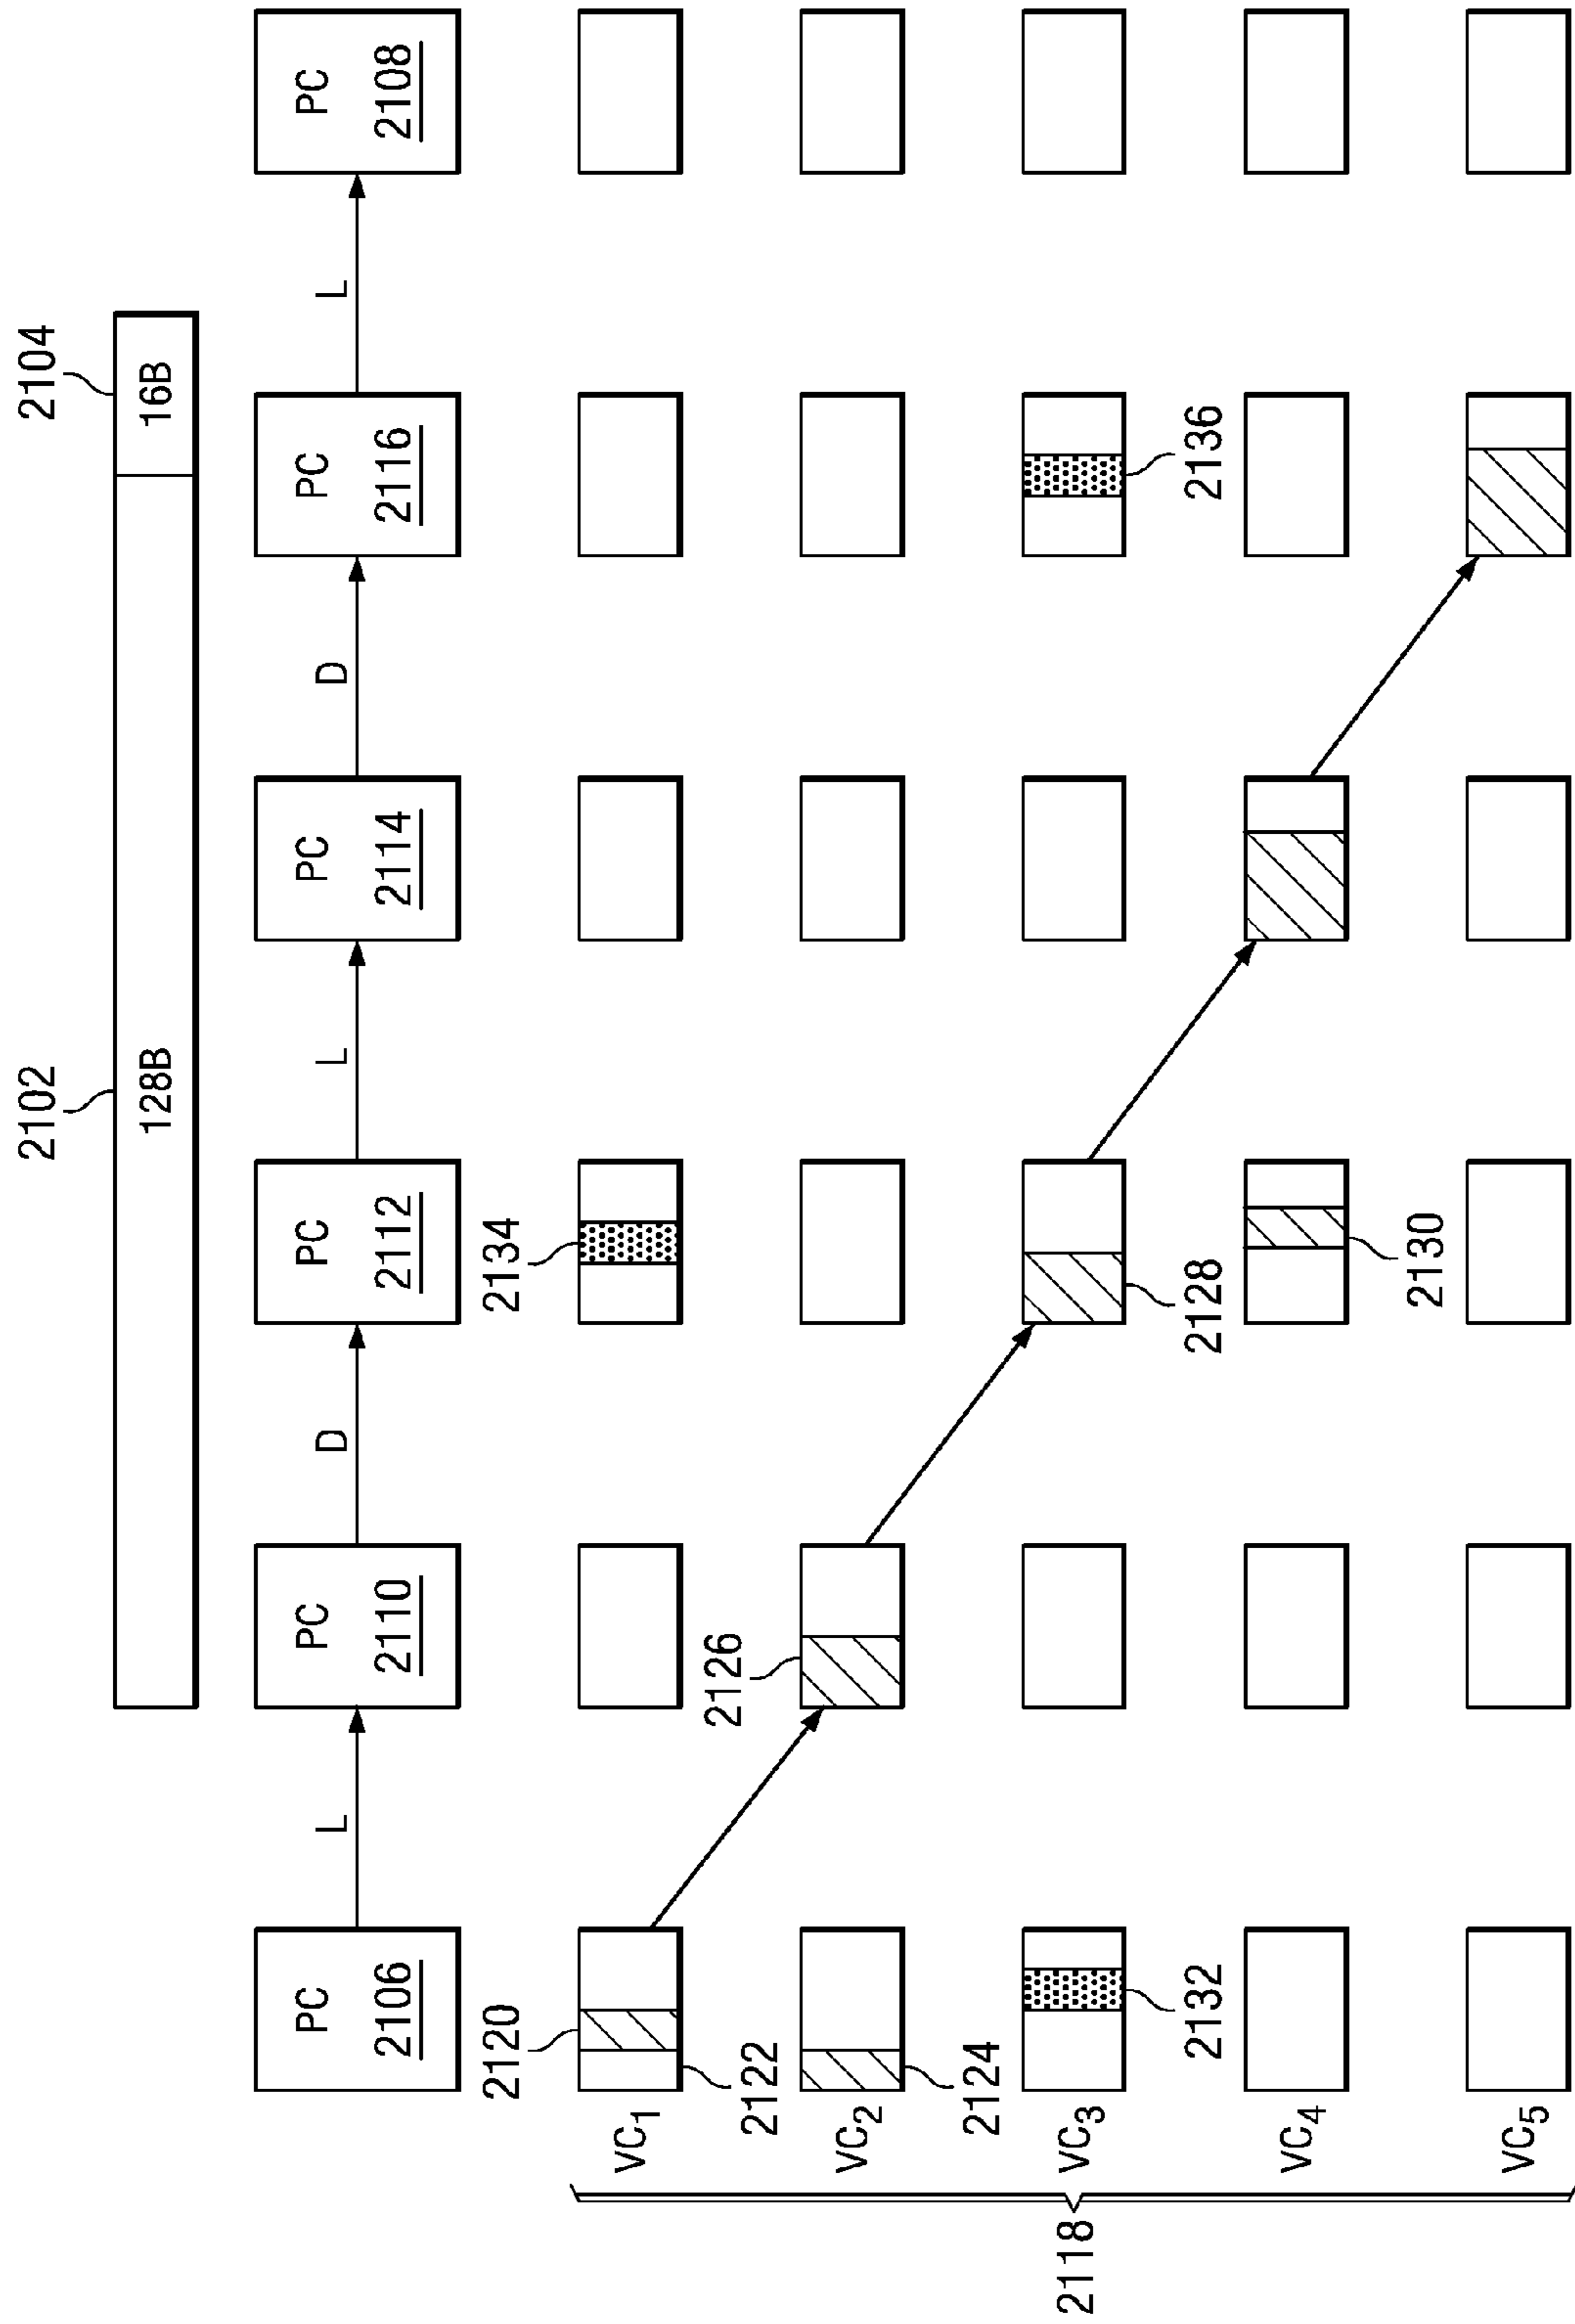 2102 2104
128B 16B
L D L D L
PC PC PC PC PC PC
2106 2110 2112 2114 2116 2108
2120 2134
VC1
2122 2126
VC2
2124
VC3
2118
2132 2128 2136
VC4
2130
VC5